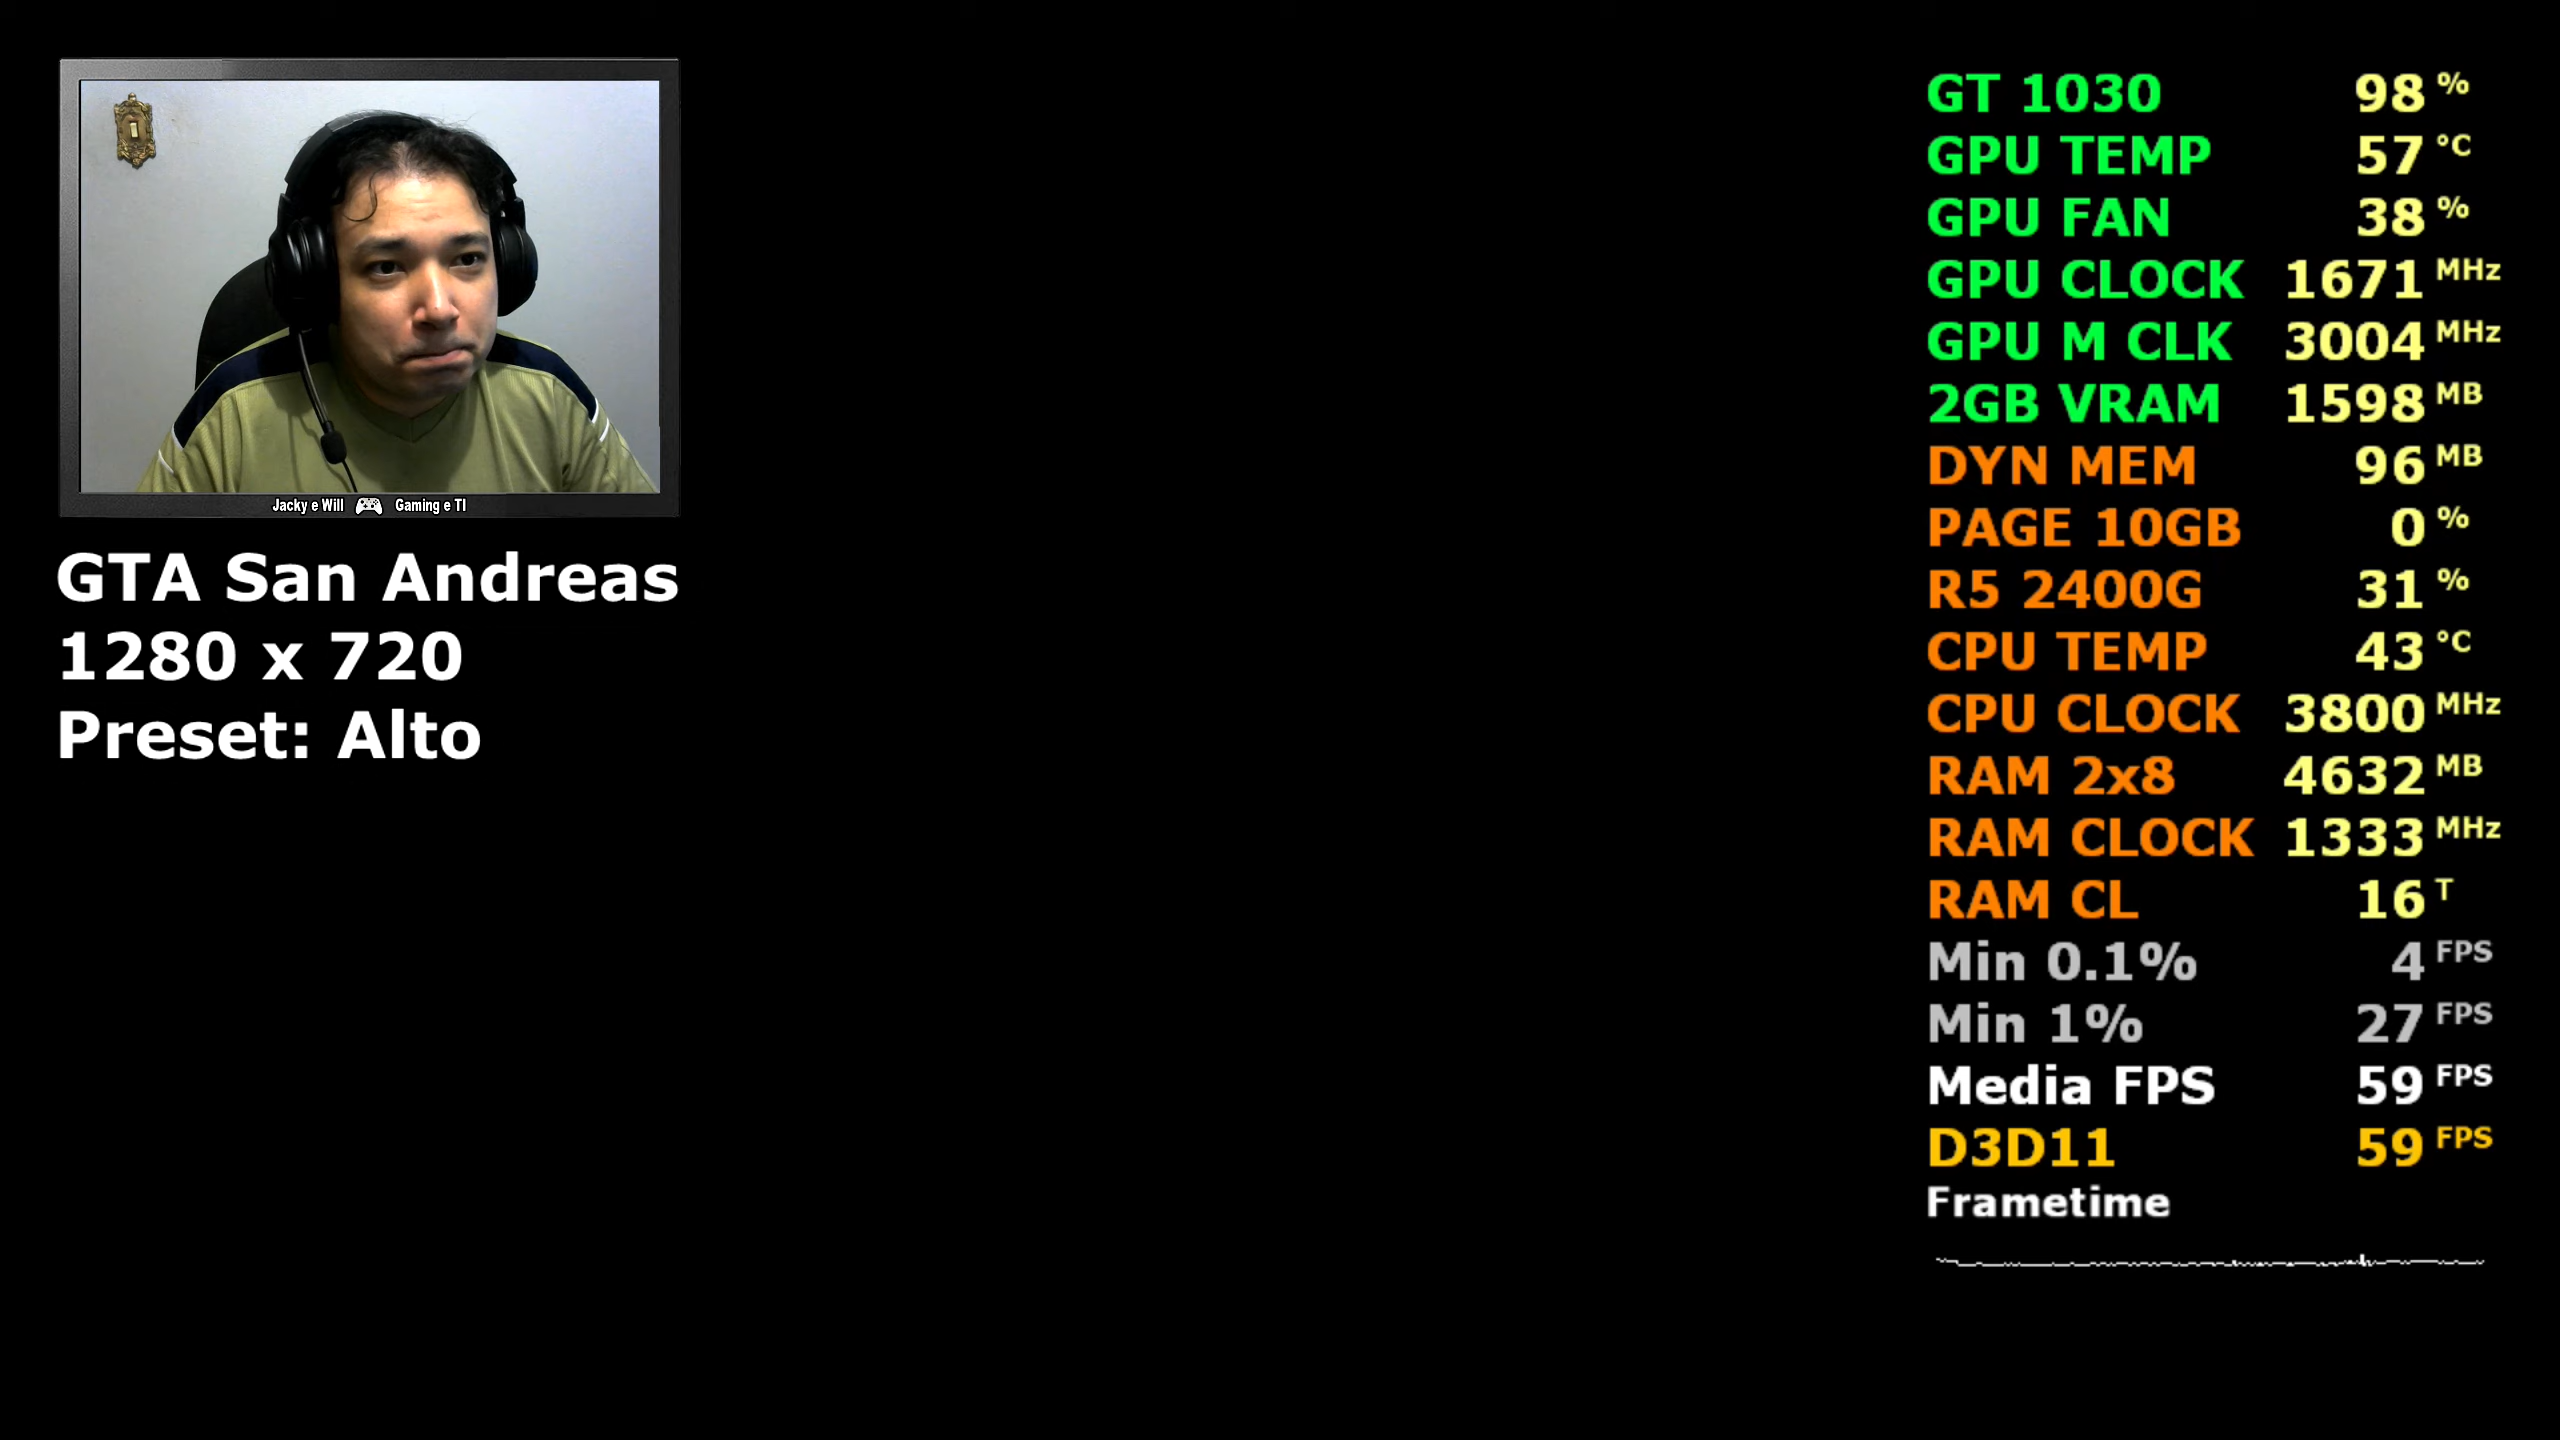 Jacky e Will Gaming e TI
GTA San Andreas
1280 x 720
Preset: Alto
GT 1030 98 %
GPU TEMP 57 °C
GPU FAN 38 %
GPU CLOCK 1671 MHz
GPU M CLK 3004 MHz
2GB VRAM 1598 MB
DYN MEM 96 MB
PAGE 10GB 0 %
R5 2400G 31 %
CPU TEMP 43 °C
CPU CLOCK 3800 MHz
RAM 2x8 4632 MB
RAM CLOCK 1333 MHz
RAM CL 16 T
Min 0.1% 4 FPS
Min 1% 27 FPS
Media FPS 59 FPS
D3D11 59 FPS
Frametime